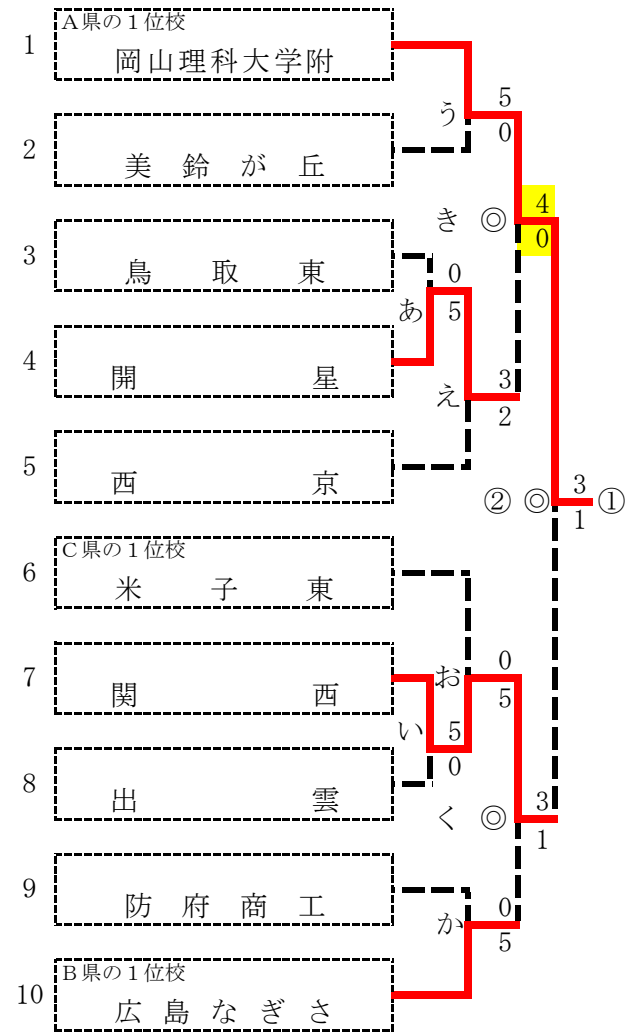 A県の1位校
1 岡山理科大学附
5
う
0
2 美鈴が丘
4
き ◎
0
3 鳥取東
0
あ 5
4 開星
3
え
2
5 西京
3
② ◎ ①
1
C県の1位校
6 米子東
0
7 関西 お
5
い 5
0
8 出雲
3
く ◎
1
9 防府商工
0
か
5
B県の1位校
10 広島なぎさ